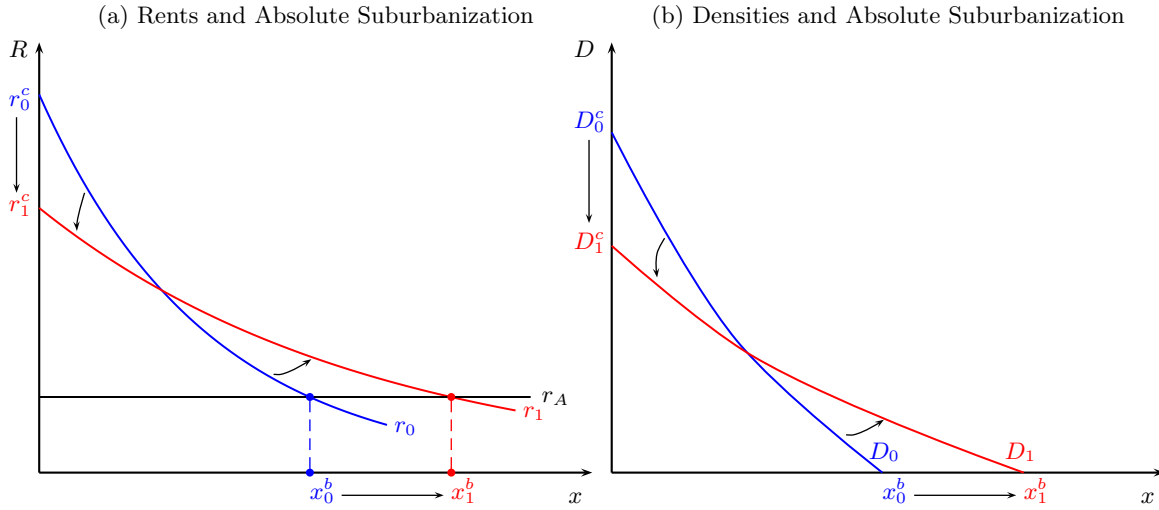 (a) Rents and Absolute Suburbanization
R
r_0^c
r_1^c
r_A
r_1
r_0
x_0^b
x_1^b
x
(b) Densities and Absolute Suburbanization
D
D_0^c
D_1^c
D_0
D_1
x_0^b
x_1^b
x